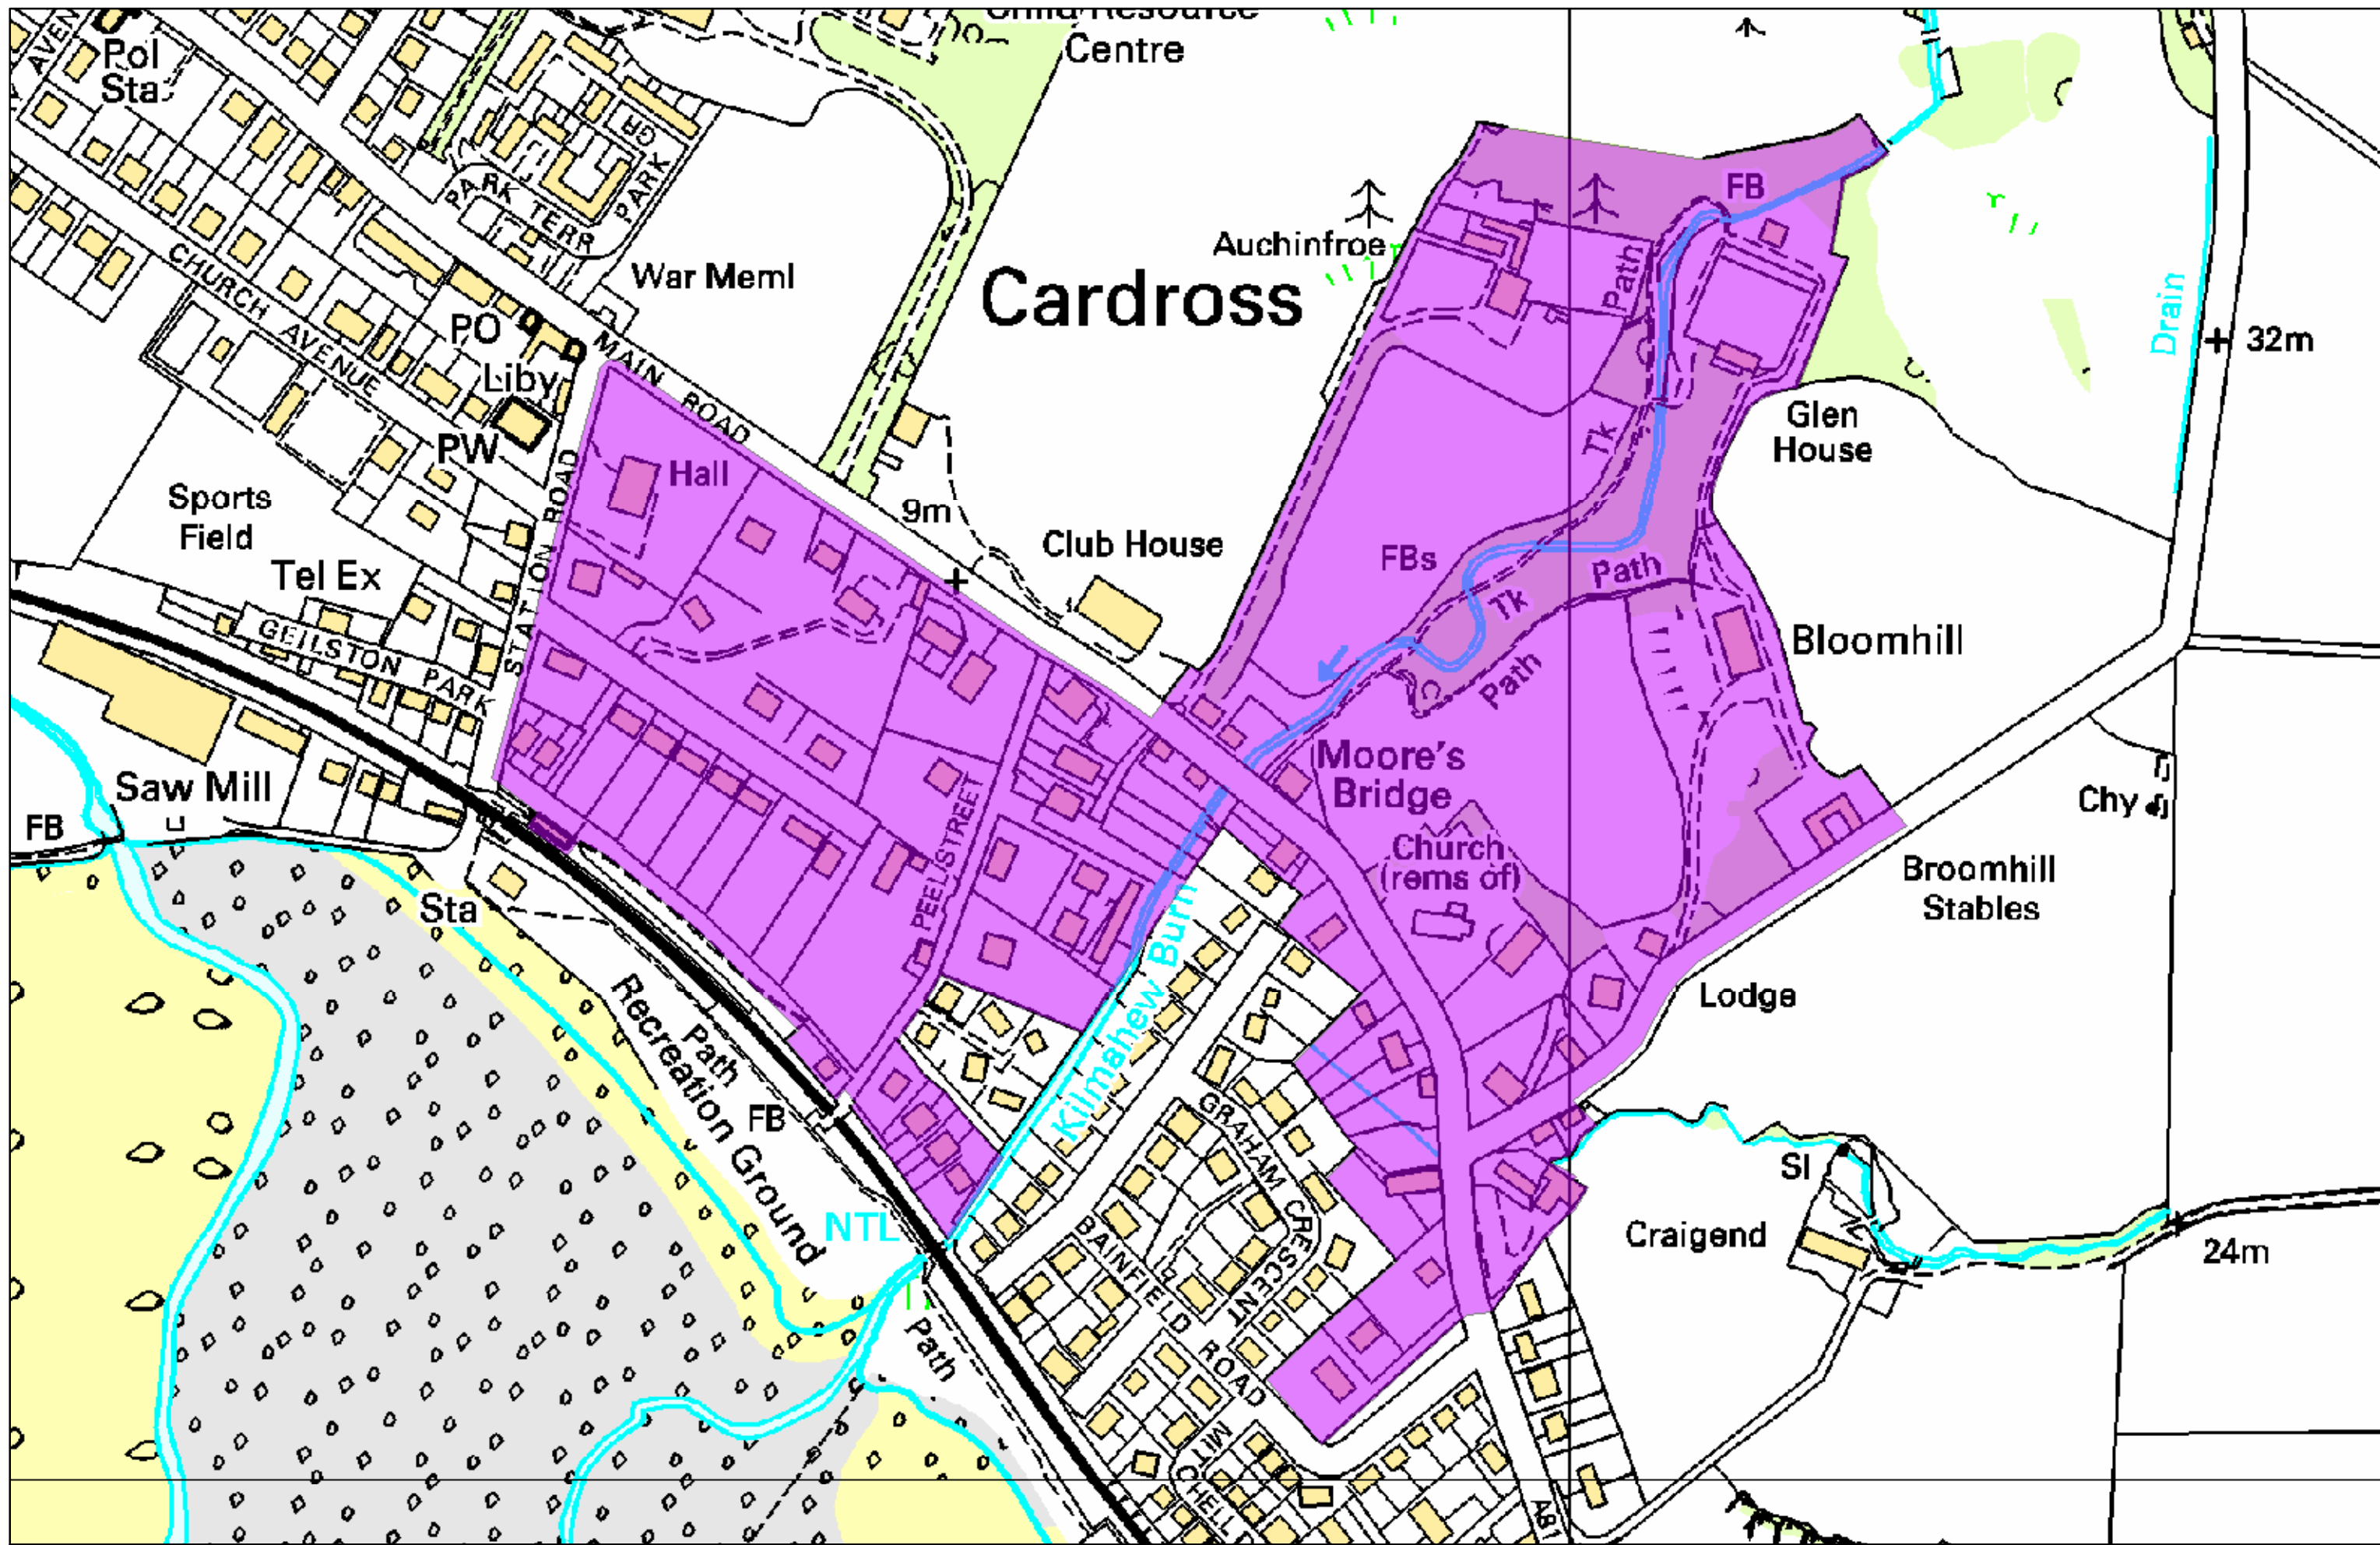 Child Resource
Centre
AVEN
Pol
Sta
GR
PARK
PARK TERR
War Meml
CHURCH AVENUE
PO
Liby
PW
MAIN ROAD
Cardross
Auchinfroe
FB
Path
Tk
Drain
32m
Glen
House
Hall
Sports
Field
STATION ROAD
9m
Club House
FBs
Path
Tk
Path
Tel Ex
GEILSTON PARK
Bloomhill
Saw Mill
FB
Moore's
Bridge
Chy
PEEL STREET
Church
(rems of)
Broomhill
Stables
Sta
Kilmahew Burn
Lodge
Path
Recreation Ground
FB
GRAHAM CRESCENT
Sl
NTL
BAINFIELD ROAD
Craigend
24m
Path
MITCHELL
A81